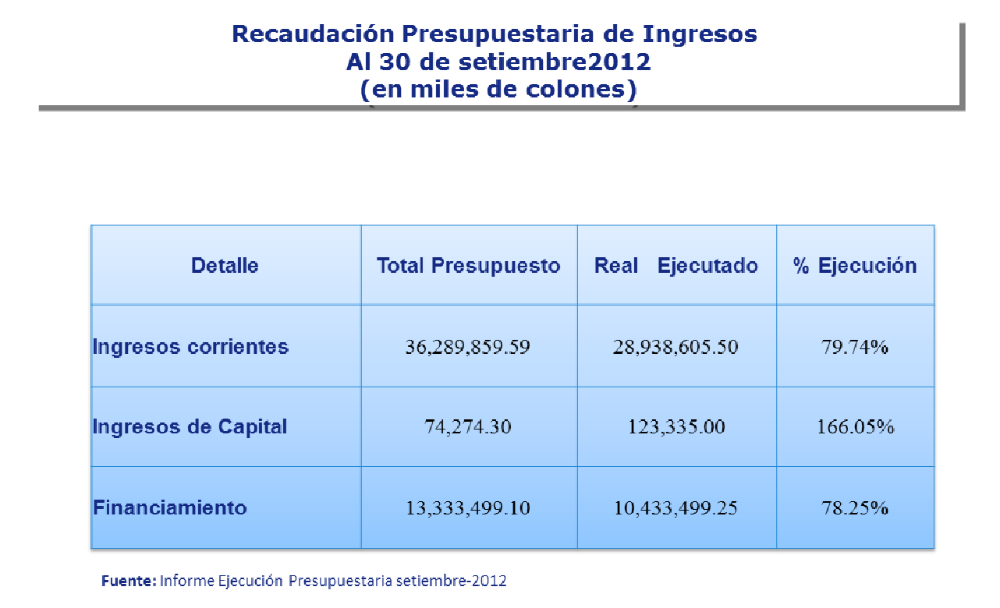 Recaudación Presupuestaria de Ingresos
Al 30 de setiembre2012
(en miles de colones)
Detalle Total Presupuesto Real Ejecutado % Ejecución
Ingresos corrientes 36,289,859.59 28,938,605.50 79.74%
Ingresos de Capital 74,274.30 123,335.00 166.05%
Financiamiento 13,333,499.10 10,433,499.25 78.25%
Fuente: Informe Ejecución Presupuestaria setiembre-2012